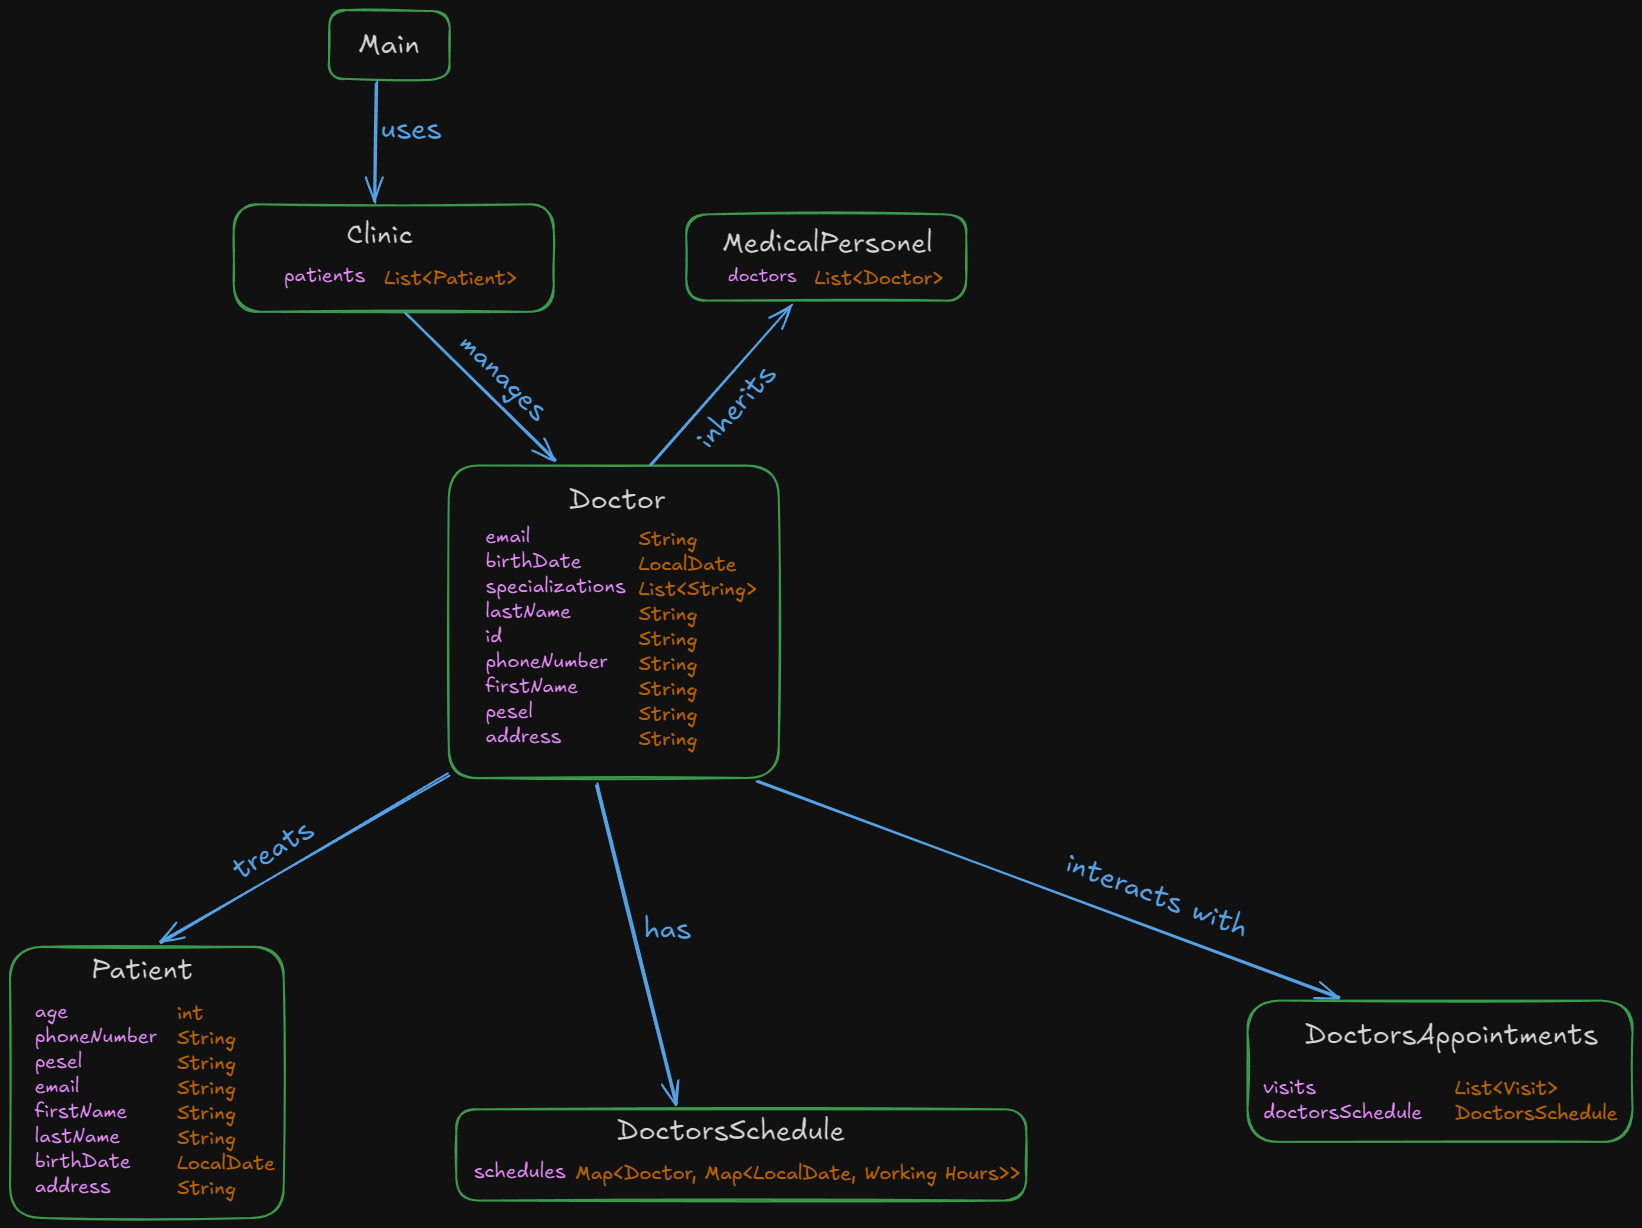 Main
uses
Clinic
patients List<Patient>
MedicalPersonel
doctors List<Doctor>
manages
inherits
Doctor
email String
birthDate LocalDate
specializations List<String>
lastName String
id String
phoneNumber String
firstName String
pesel String
address String
treats
has
interacts with
Patient
age int
phoneNumber String
pesel String
email String
firstName String
lastName String
birthDate LocalDate
address String
DoctorsSchedule
schedules Map<Doctor, Map<LocalDate, Working Hours>>
DoctorsAppointments
visits List<Visit>
doctorsSchedule DoctorsSchedule